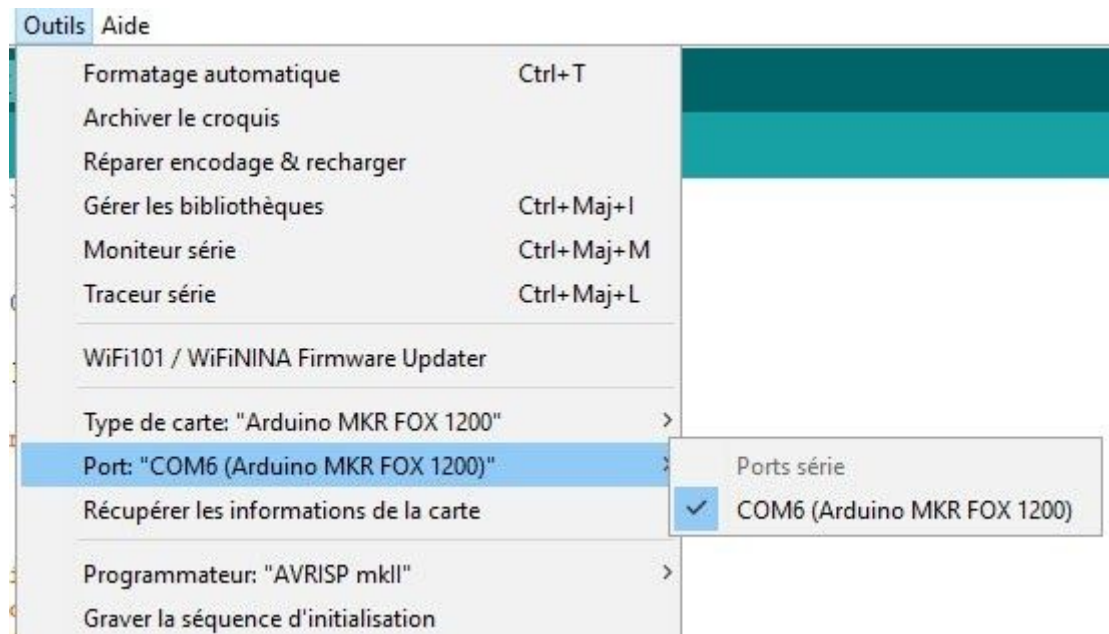 Outils Aide
Formatage automatique Ctrl+T
Archiver le croquis
Réparer encodage & recharger
Gérer les bibliothèques Ctrl+Maj+I
Moniteur série Ctrl+Maj+M
Traceur série Ctrl+Maj+L
WiFi101 / WiFiNINA Firmware Updater
Type de carte: "Arduino MKR FOX 1200"
Port: "COM6 (Arduino MKR FOX 1200)"
Ports série
Récupérer les informations de la carte
COM6 (Arduino MKR FOX 1200)
Programmateur: "AVRISP mkII"
Graver la séquence d'initialisation